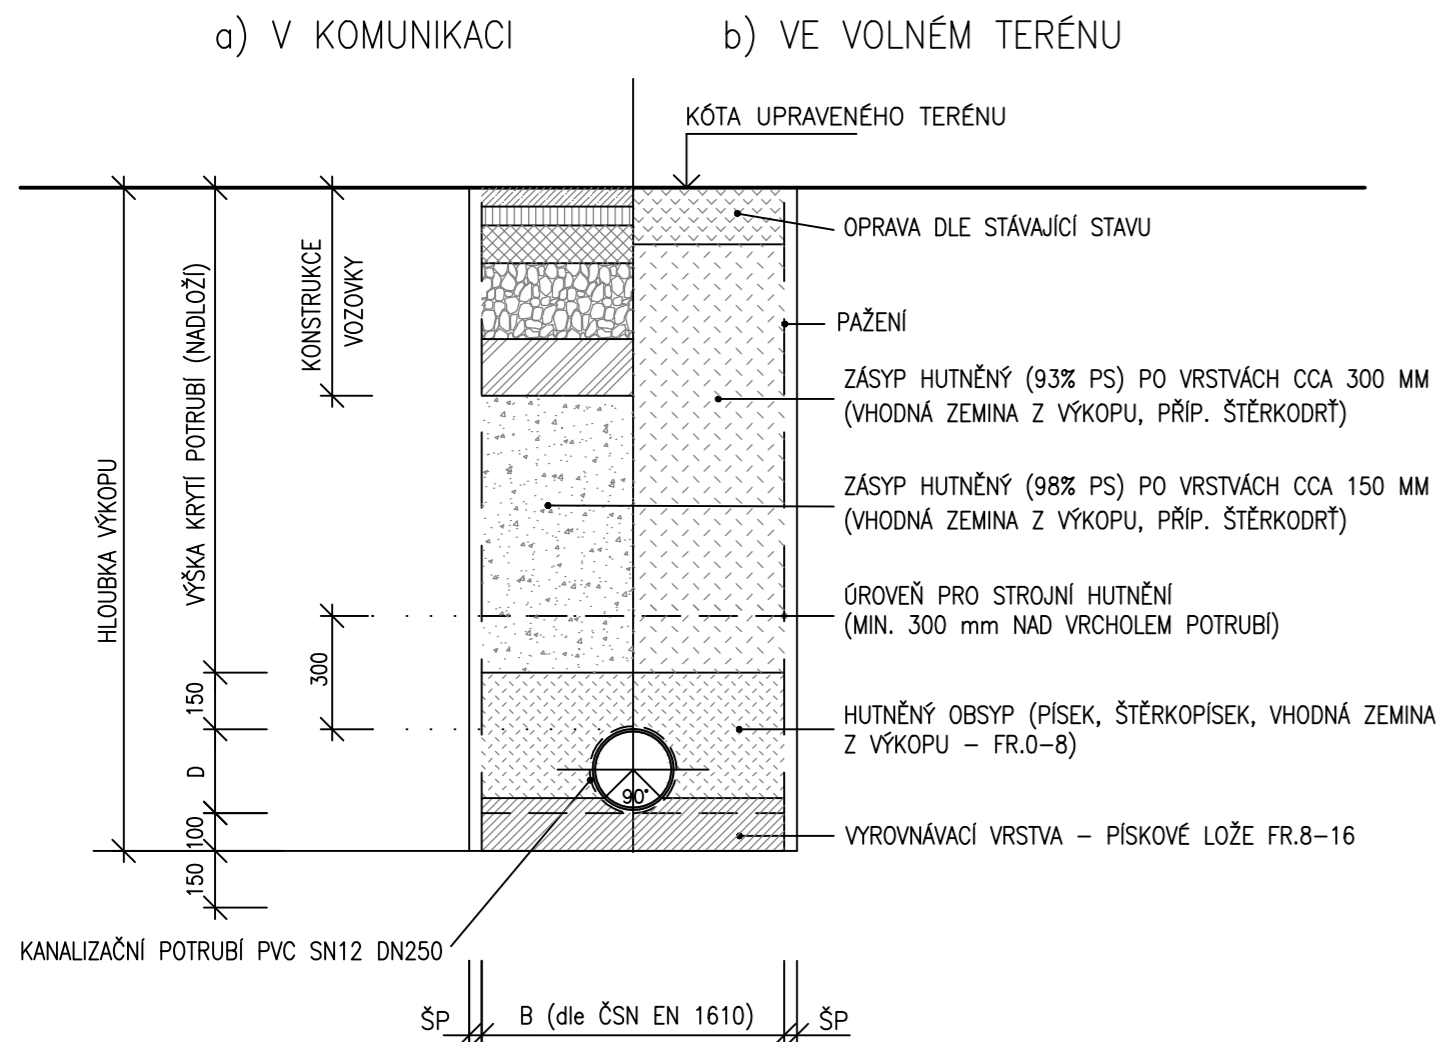 a) V KOMUNIKACI
b) VE VOLNÉM TERÉNU
KÓTA UPRAVENÉHO TERÉNU
OPRAVA DLE STÁVAJÍCÍ STAVU
PAŽENÍ
ZÁSYP HUTNĚNÝ (93% PS) PO VRSTVÁCH CCA 300 MM
(VHODNÁ ZEMINA Z VÝKOPU, PŘÍP. ŠTĚRKODRŤ)
ZÁSYP HUTNĚNÝ (98% PS) PO VRSTVÁCH CCA 150 MM
(VHODNÁ ZEMINA Z VÝKOPU, PŘÍP. ŠTĚRKODRŤ)
ÚROVEŇ PRO STROJNÍ HUTNĚNÍ
(MIN. 300 mm NAD VRCHOLEM POTRUBÍ)
HUTNĚNÝ OBSYP (PÍSEK, ŠTĚRKOPÍSEK, VHODNÁ ZEMINA
Z VÝKOPU – FR.0–8)
VYROVNÁVACÍ VRSTVA – PÍSKOVÉ LOŽE FR.8–16
HLOUBKA VÝKOPU
VÝŠKA KRYTÍ POTRUBÍ (NADLOŽÍ)
KONSTRUKCE
VOZOVKY
300
150
D
100
150
90°
KANALIZAČNÍ POTRUBÍ PVC SN12 DN250
ŠP
B (dle ČSN EN 1610)
ŠP